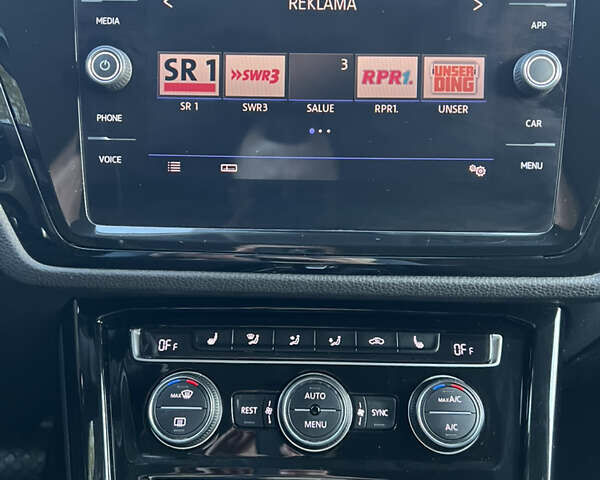 REKLAMA
MEDIA
APP
SR 1
SWR3
3
RPR1.
UNSER DING
SR 1
SWR3
SALUE
RPR1.
UNSER
PHONE
CAR
VOICE
MENU
OFF
OFF
MAX
REST
AUTO
MENU
SYNC
MAX A/C
A/C